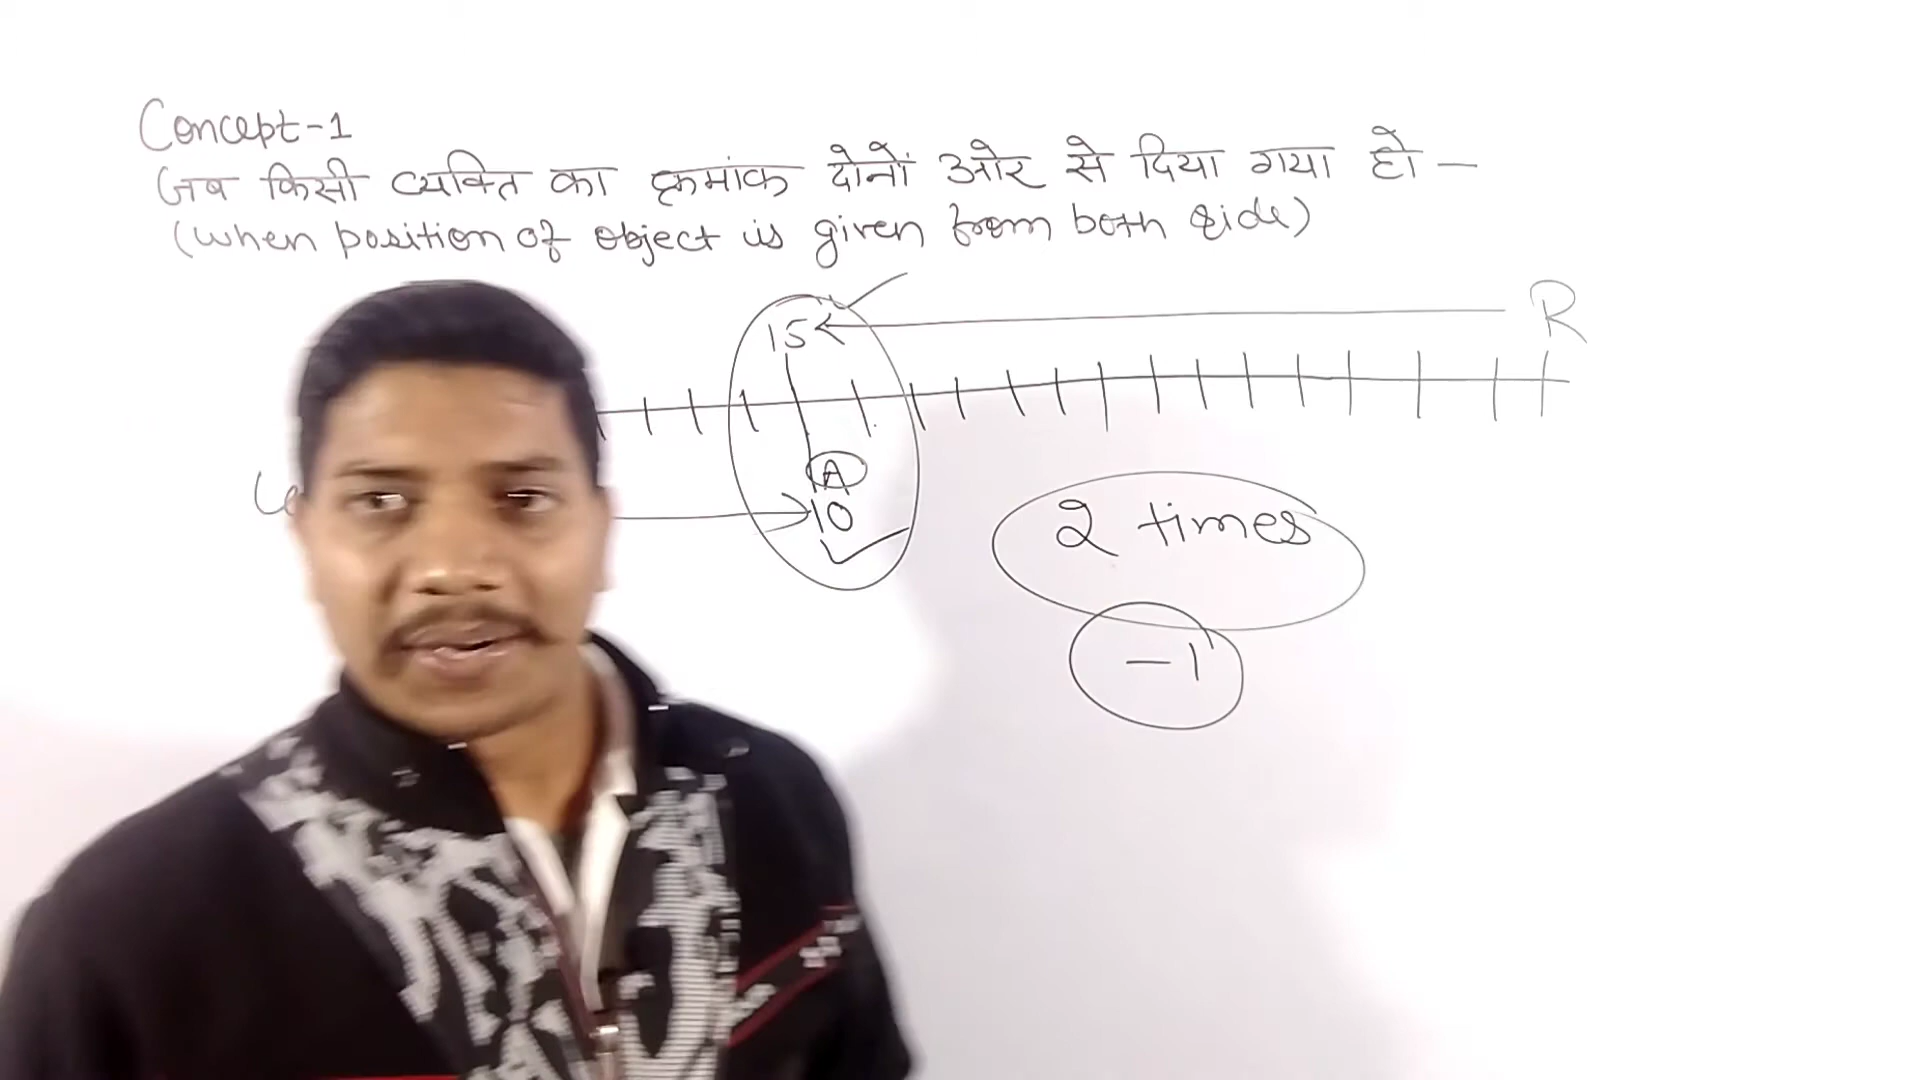 Concept-1
जब किसी व्यक्ति का क्रमांक दोनों ओर से दिया गया हो -
(when position of object is given from both side)
R
15
A
10
2 times
-1